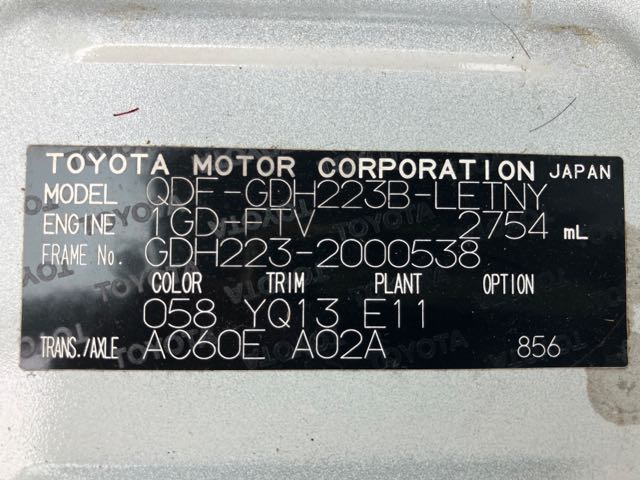 TOYOTA MOTOR CORPORATION JAPAN
MODEL QDF-GDH223B-LETNY
ENGINE 1GD-FTV 2754 mL
FRAME No. GDH223-2000538
COLOR TRIM PLANT OPTION
058 YQ13 E11
TRANS./AXLE AC60E A02A 856